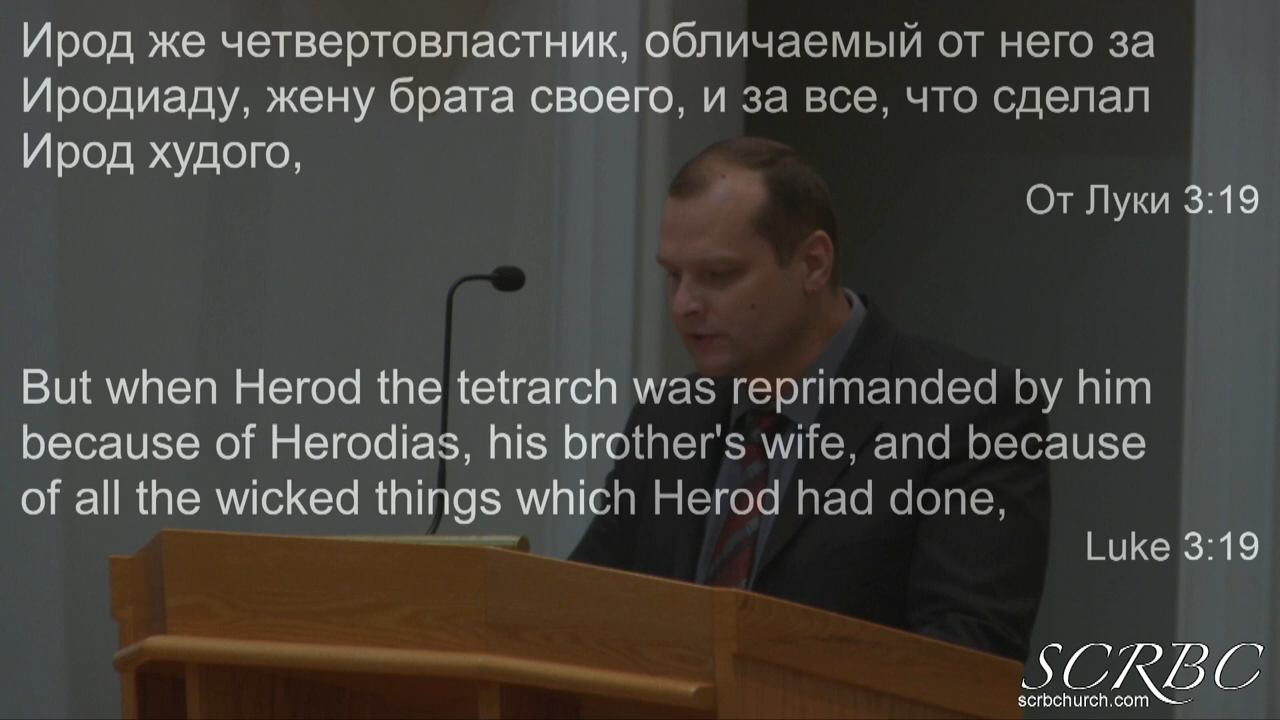 Ирод же четвертовластник, обличаемый от него за
Иродиаду, жену брата своего, и за все, что сделал
Ирод худого,
От Луки 3:19
But when Herod the tetrarch was reprimanded by him
because of Herodias, his brother's wife, and because
of all the wicked things which Herod had done,
Luke 3:19
SCRBC
scrbchurch.com